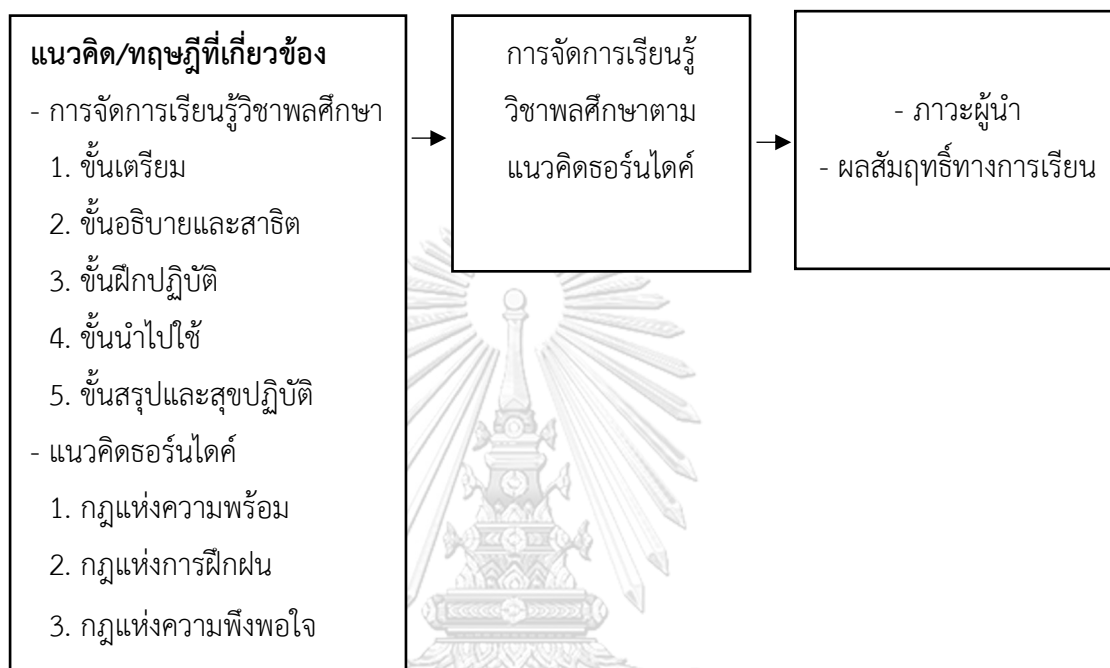 แนวคิด/ทฤษฎีที่เกี่ยวข้อง
- การจัดการเรียนรู้วิชาพลศึกษา
1. ขั้นเตรียม
2. ขั้นอธิบายและสาธิต
3. ขั้นฝึกปฏิบัติ
4. ขั้นนำไปใช้
5. ขั้นสรุปและสุขปฏิบัติ
- แนวคิดธอร์นไดค์
1. กฎแห่งความพร้อม
2. กฎแห่งการฝึกฝน
3. กฎแห่งความพึงพอใจ
การจัดการเรียนรู้
วิชาพลศึกษาตาม
แนวคิดธอร์นไดค์
- ภาวะผู้นำ
- ผลสัมฤทธิ์ทางการเรียน